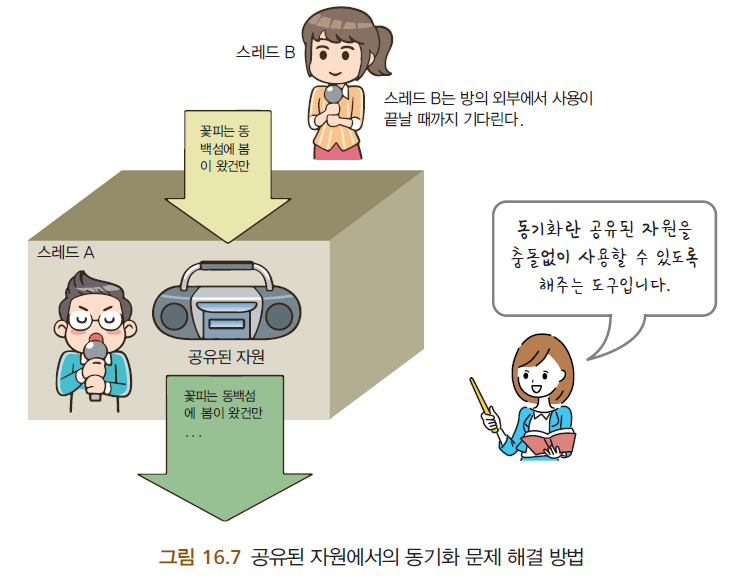 스레드 B
스레드 B는 방의 외부에서 사용이
끝날 때까지 기다린다.
꽃피는 동
백섬에 봄
이 왔건만
스레드 A
공유된 자원
꽃피는 동백섬
에 봄이 왔건만
...
동기화란 공유된 자원을
충돌없이 사용할 수 있도록
해주는 도구입니다.
그림 16.7 공유된 자원에서의 동기화 문제 해결 방법